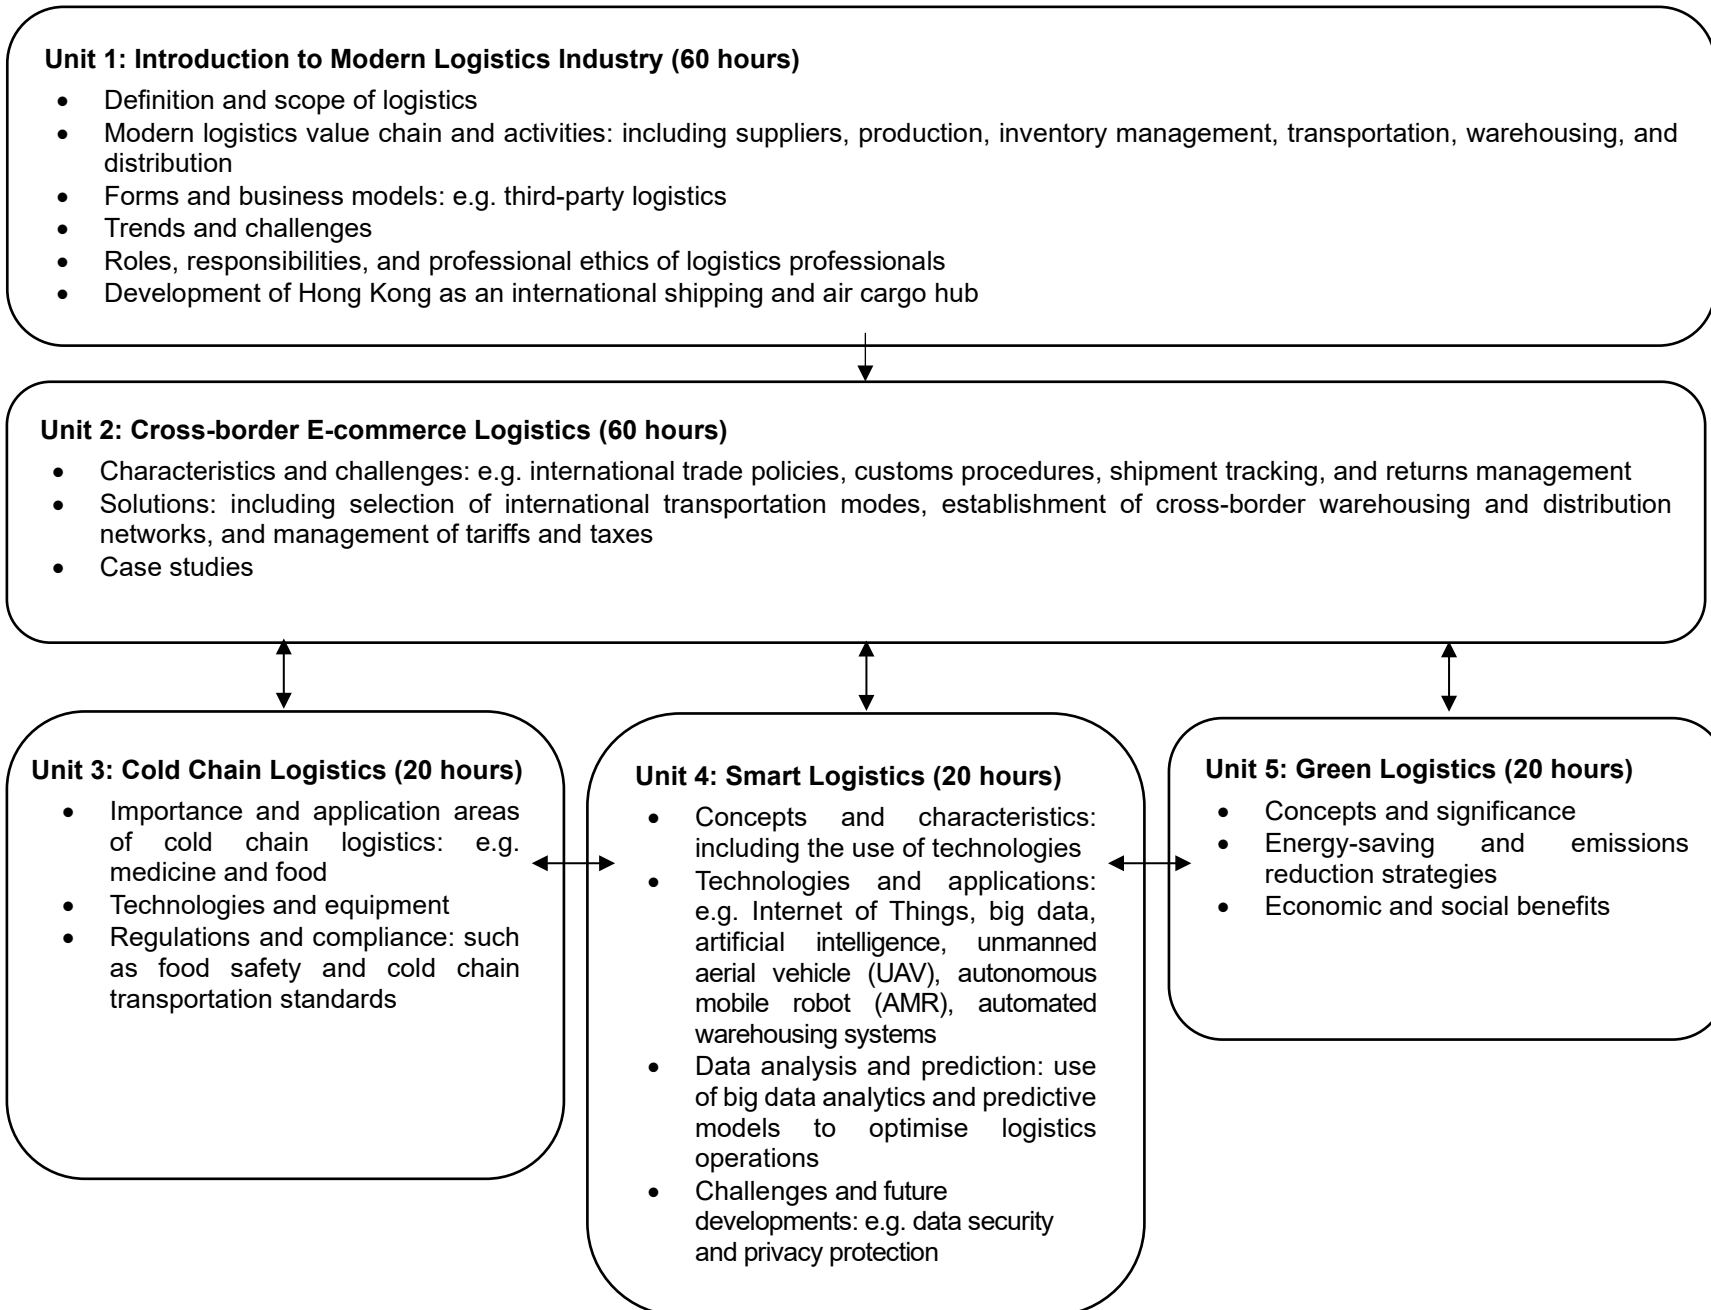 Unit 1: Introduction to Modern Logistics Industry (60 hours)
• Definition and scope of logistics
• Modern logistics value chain and activities: including suppliers, production, inventory management, transportation, warehousing, and
distribution
• Forms and business models: e.g. third-party logistics
• Trends and challenges
• Roles, responsibilities, and professional ethics of logistics professionals
• Development of Hong Kong as an international shipping and air cargo hub
Unit 2: Cross-border E-commerce Logistics (60 hours)
• Characteristics and challenges: e.g. international trade policies, customs procedures, shipment tracking, and returns management
• Solutions: including selection of international transportation modes, establishment of cross-border warehousing and distribution
networks, and management of tariffs and taxes
• Case studies
Unit 3: Cold Chain Logistics (20 hours)
• Importance and application areas
of cold chain logistics: e.g.
medicine and food
• Technologies and equipment
• Regulations and compliance: such
as food safety and cold chain
transportation standards
Unit 4: Smart Logistics (20 hours)
• Concepts and characteristics:
including the use of technologies
• Technologies and applications:
e.g. Internet of Things, big data,
artificial intelligence, unmanned
aerial vehicle (UAV), autonomous
mobile robot (AMR), automated
warehousing systems
• Data analysis and prediction: use
of big data analytics and predictive
models to optimise logistics
operations
• Challenges and future
developments: e.g. data security
and privacy protection
Unit 5: Green Logistics (20 hours)
• Concepts and significance
• Energy-saving and emissions
reduction strategies
• Economic and social benefits